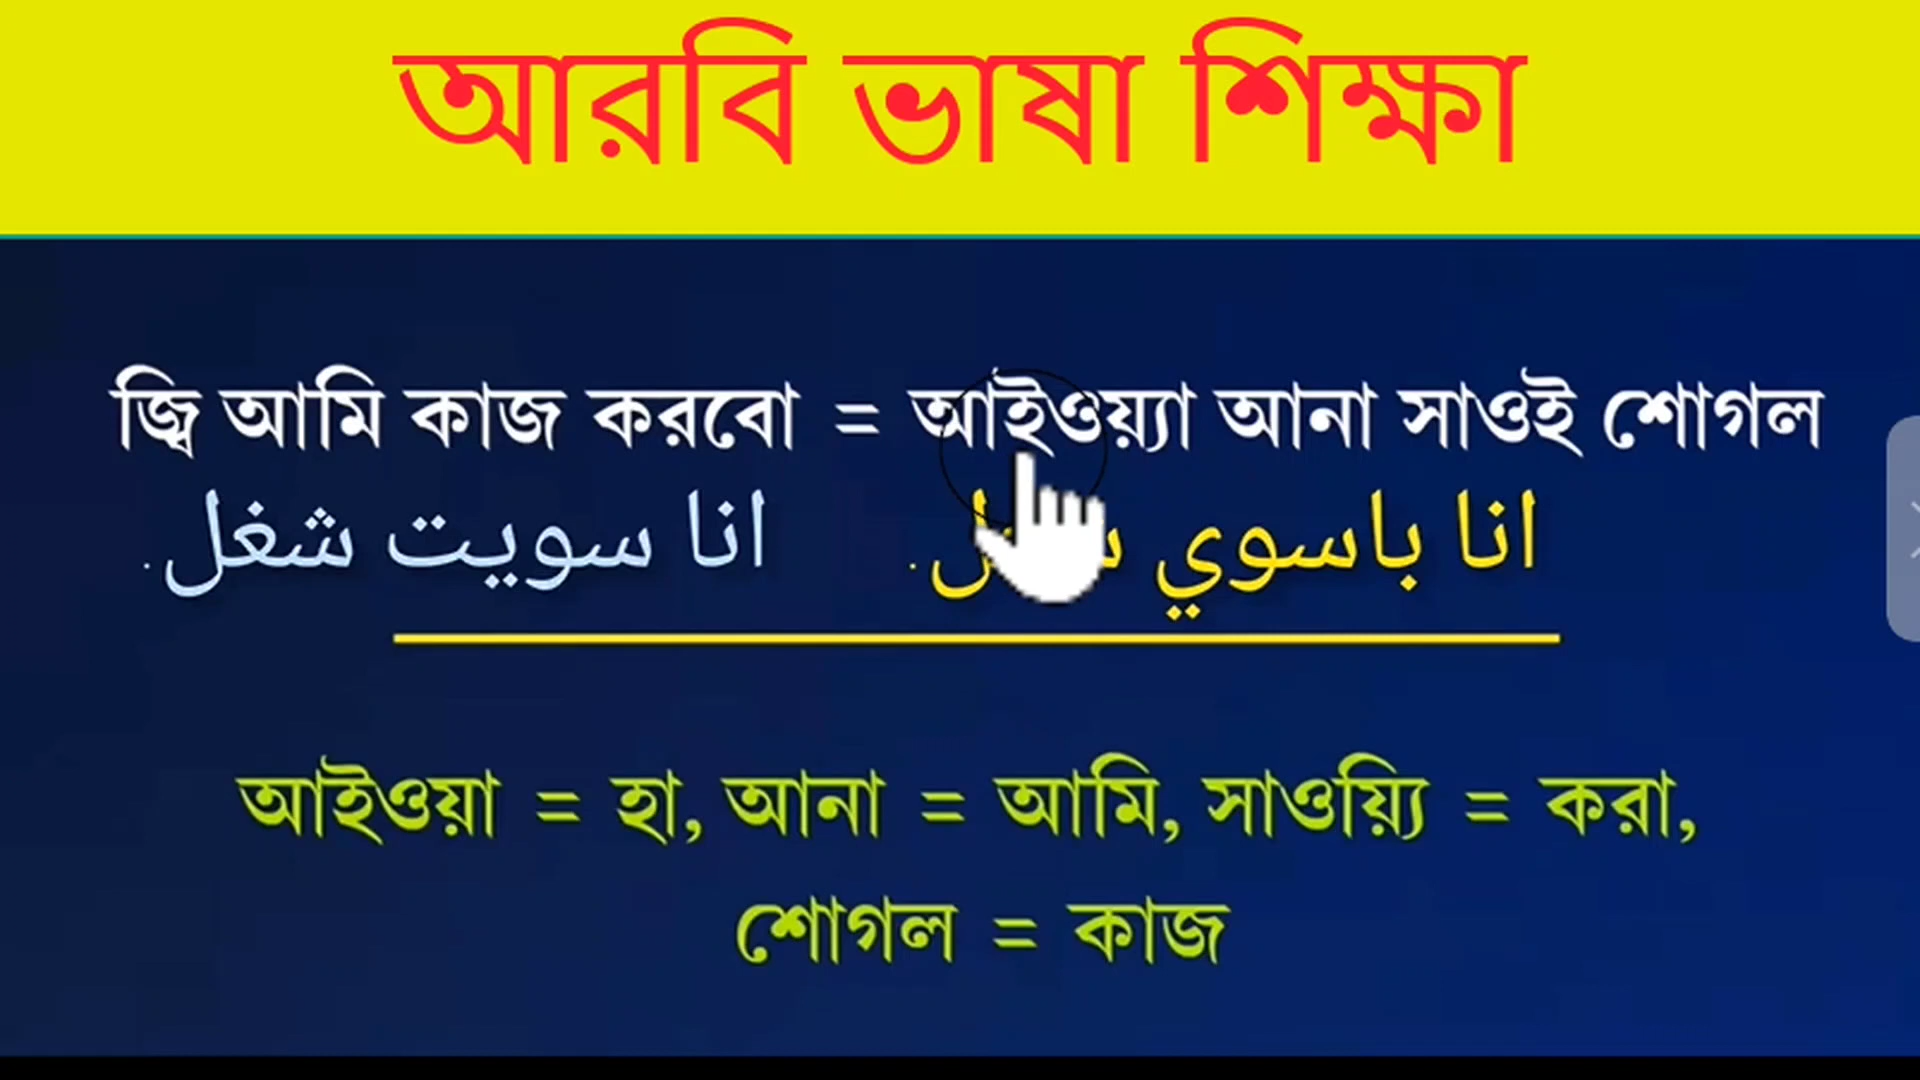 আরবি ভাষা শিক্ষা
জ্বি আমি কাজ করবো = আইওয়্যা আনা সাওই শোগল
انا سويت شغل. انا باسوي
আইওয়া = হা, আনা = আমি, সাওয়্যি = করা,
শোগল = কাজ